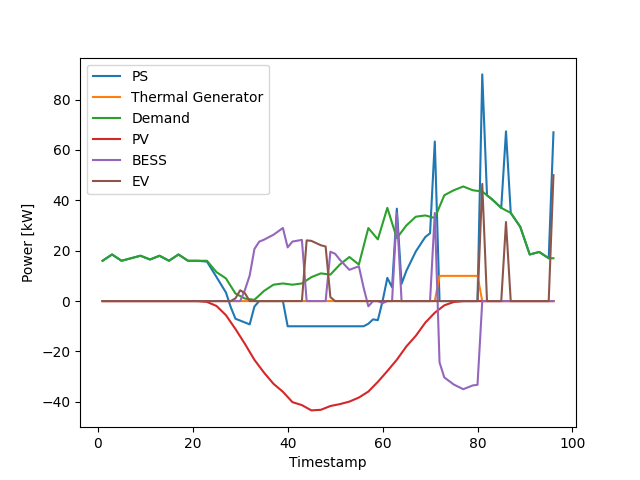 PS
Thermal Generator
Demand
PV
BESS
EV
Power [kW]
80
60
40
20
0
−20
−40
0 20 40 60 80 100
Timestamp